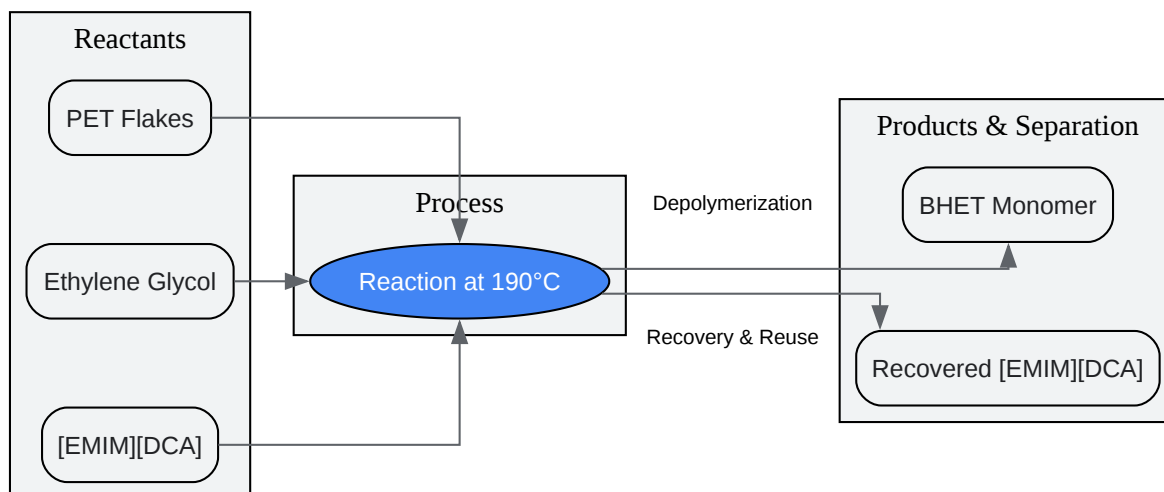 Reactants
PET Flakes
Ethylene Glycol
[EMIM][DCA]
Process
Reaction at 190°C
Depolymerization
Recovery & Reuse
Products & Separation
BHET Monomer
Recovered [EMIM][DCA]